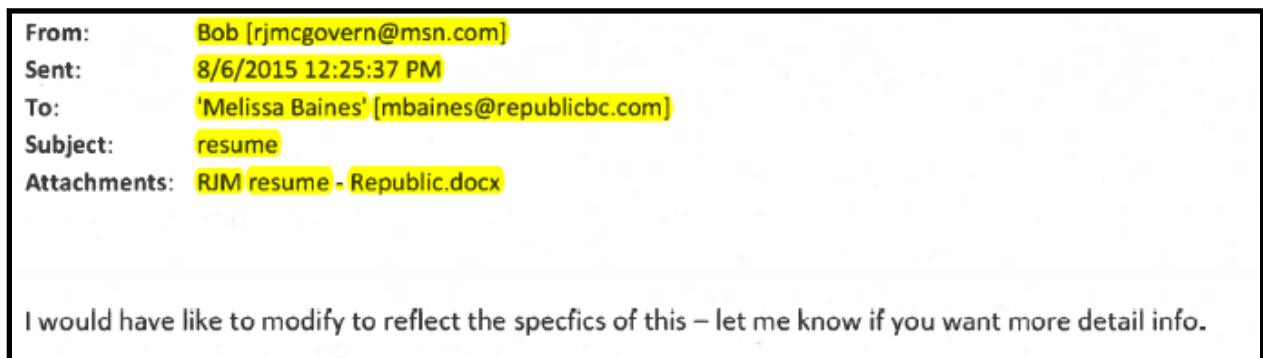 From: Bob [rjmcgovern@msn.com]
Sent: 8/6/2015 12:25:37 PM
To: 'Melissa Baines' [mbaines@republicbc.com]
Subject: resume
Attachments: RJM resume - Republic.docx
I would have like to modify to reflect the specfics of this – let me know if you want more detail info.